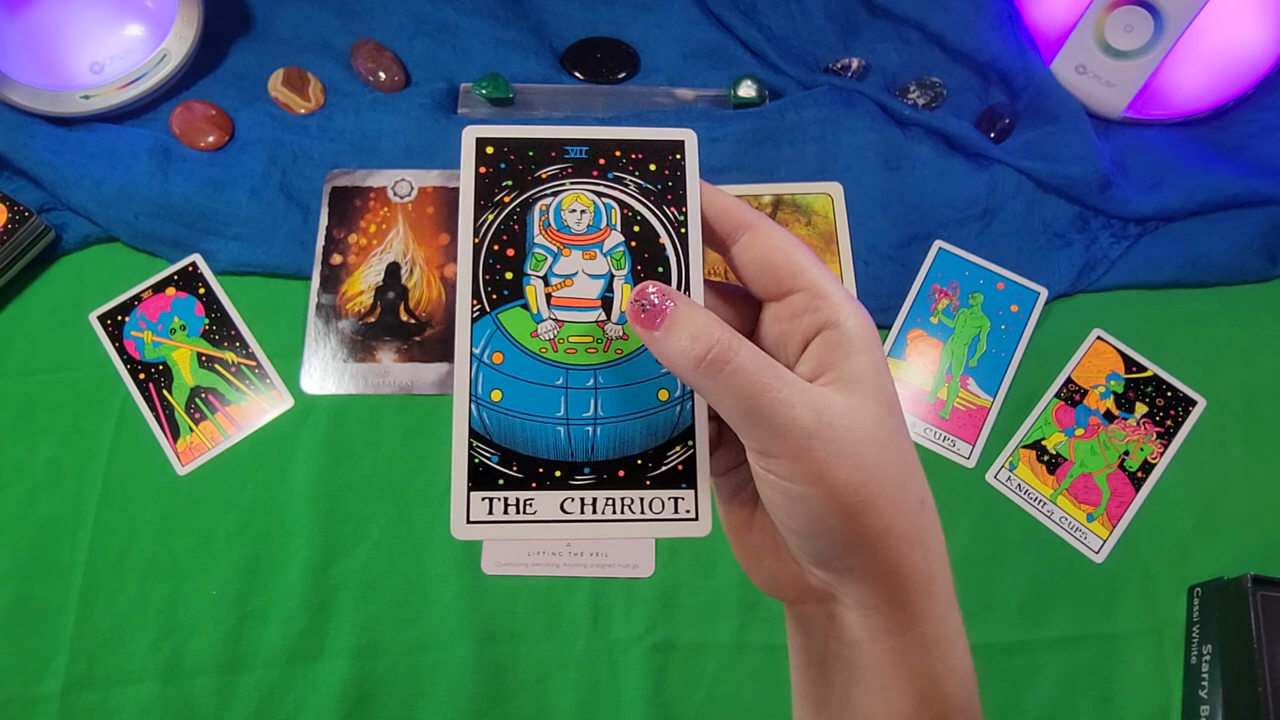 VII
THE CHARIOT.
LIFTING THE VEIL
Questioning everything. Anything unaligned must go.
VII
CUPS.
KNIGHT of CUPS.
Cassi White
Starry B